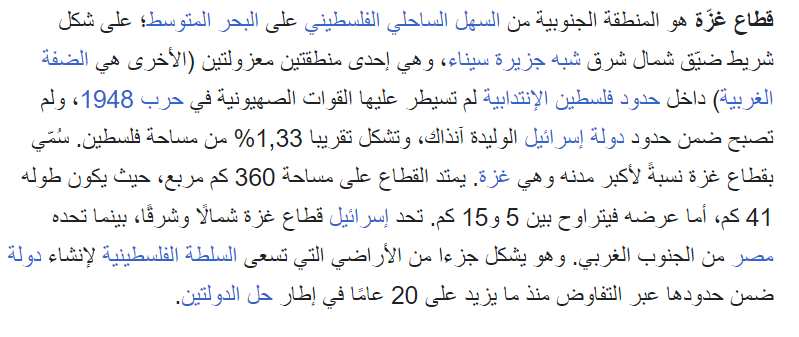 قطاع غزّة هو المنطقة الجنوبية من السهل الساحلي الفلسطيني على البحر المتوسط؛ على شكل
شريط ضيّق شمال شرق شبه جزيرة سيناء، وهي إحدى منطقتين معزولتين (الأخرى هي الضفة
الغربية) داخل حدود فلسطين الإنتدابية لم تسيطر عليها القوات الصهيونية في حرب 1948، ولم
تصبح ضمن حدود دولة إسرائيل الوليدة آنذاك، وتشكل تقريبا 1,33% من مساحة فلسطين. سُمّي
بقطاع غزة نسبةً لأكبر مدنه وهي غزة. يمتد القطاع على مساحة 360 كم مربع، حيث يكون طوله
41 كم، أما عرضه فيتراوح بين 5 و15 كم. تحد إسرائيل قطاع غزة شمالًا وشرقًا، بينما تحده
مصر من الجنوب الغربي. وهو يشكل جزءا من الأراضي التي تسعى السلطة الفلسطينية لإنشاء دولة
ضمن حدودها عبر التفاوض منذ ما يزيد على 20 عامًا في إطار حل الدولتين.